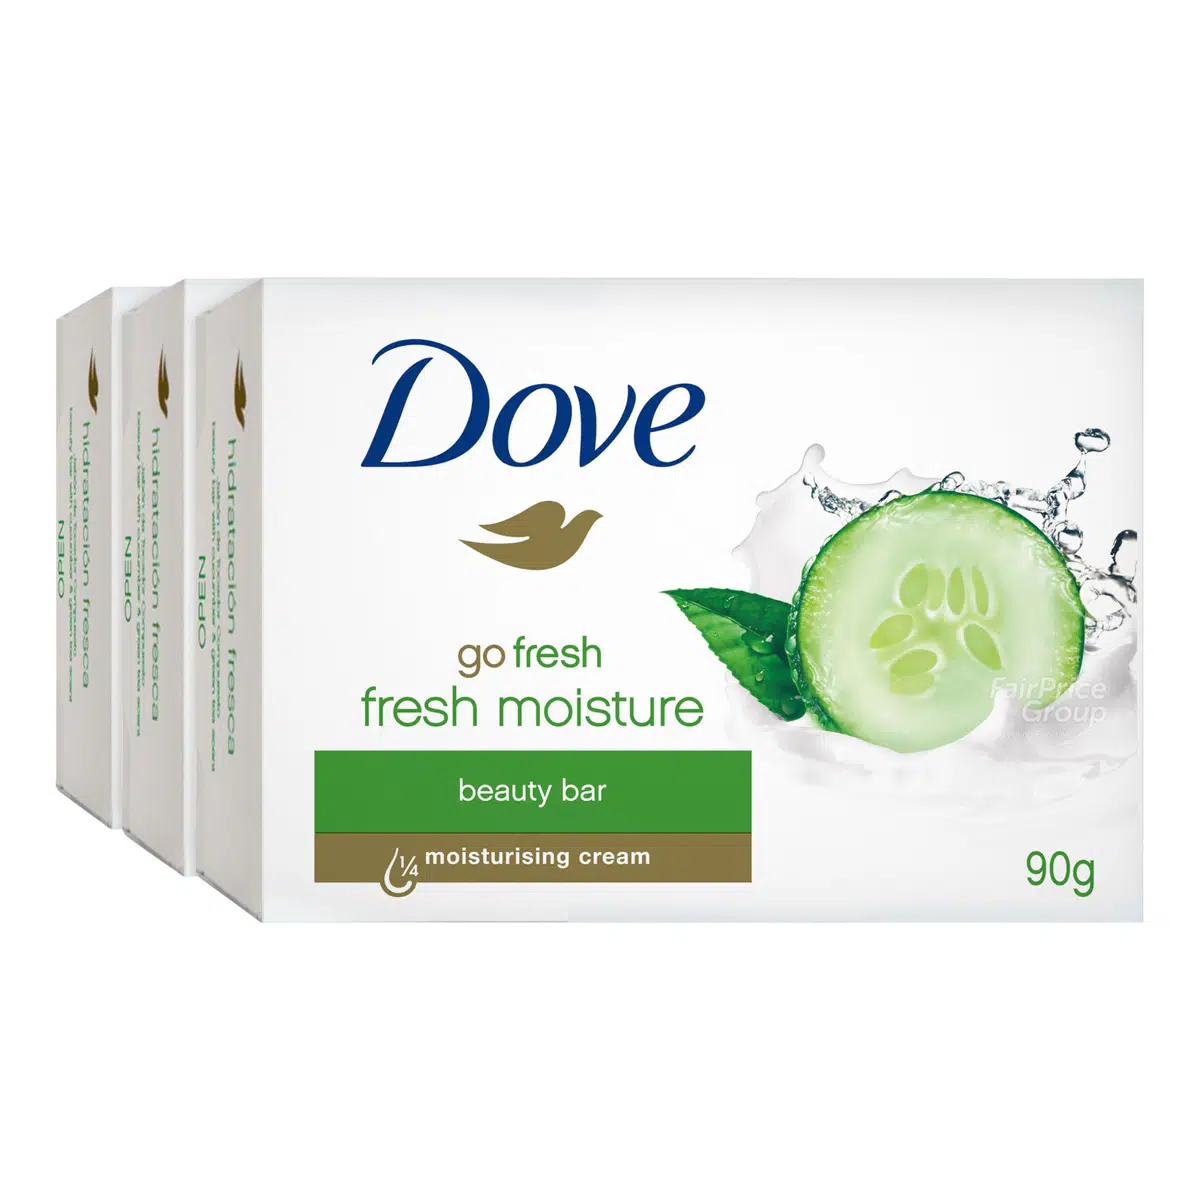 Dove
go fresh
fresh moisture
beauty bar
1/4 moisturising cream
90g
FairPrice
Group
hidratación fresca
OPEN
hidratación fresca
OPEN
hidratación fresca
OPEN